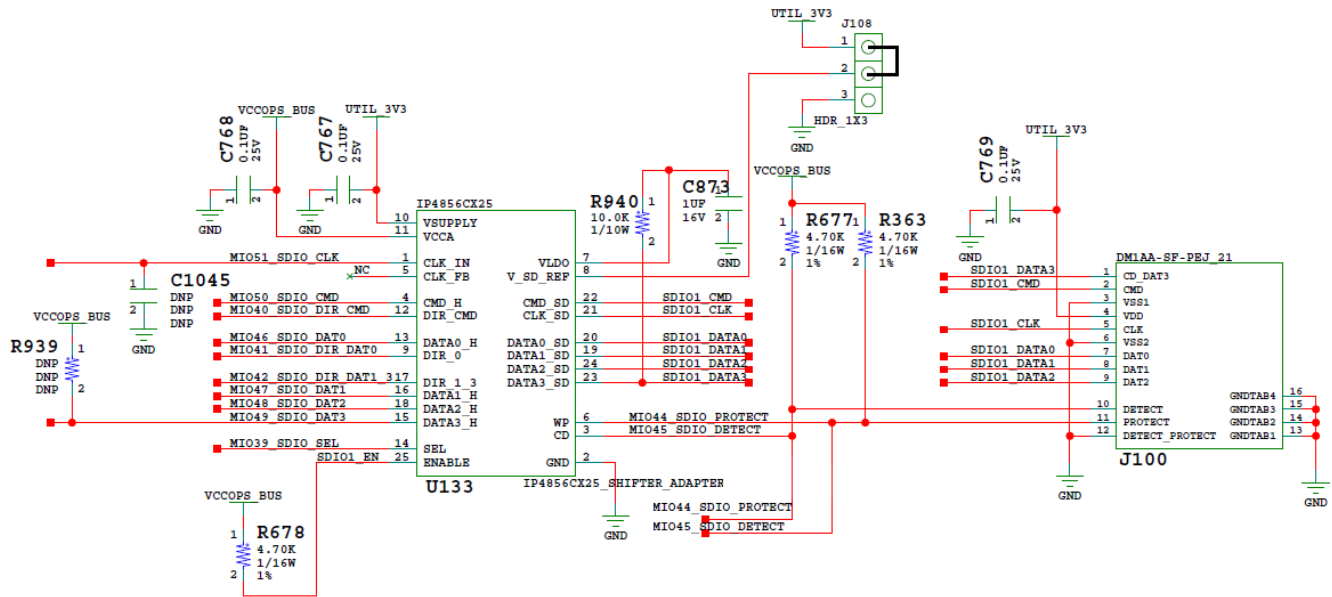 UTIL_3V3
J108
1
2
3
HDR_1X3
GND
VCCOPS_BUS
UTIL_3V3
C768
0.1UF
25V
1 2
GND
C767
0.1UF
25V
1 2
GND
IP4856CX25
10 VSUPPLY
11 VCCA
1 CLK_IN
5 CLK_FB
4 CMD_H
12 DIR_CMD
13 DATA0_H
9 DIR_0
17 DIR_1_3
16 DATA1_H
18 DATA2_H
15 DATA3_H
14 SEL
25 ENABLE
VLDO 7
V_SD_REF 8
CMD_SD 22
CLK_SD 21
DATA0_SD 20
DATA1_SD 19
DATA2_SD 24
DATA3_SD 23
WP 6
CD 3
GND 2
U133
IP4856CX25_SHIFTER_ADAPTER
GND
MIO51_SDIO_CLK
NC
C1045
DNP
DNP
DNP
1
2
GND
MIO50_SDIO_CMD
MIO40_SDIO_DIR_CMD
MIO46_SDIO_DAT0
MIO41_SDIO_DIR_DAT0
MIO42_SDIO_DIR_DAT1_3
MIO47_SDIO_DAT1
MIO48_SDIO_DAT2
MIO49_SDIO_DAT3
MIO39_SDIO_SEL
SDIO1_EN
VCCOPS_BUS
R939
DNP
DNP
DNP
1
2
VCCOPS_BUS
R678
4.70K
1/16W
1%
1
2
R940
10.0K
1/10W
1
2
C873
1UF
16V
1
2
GND
VCCOPS_BUS
R677
4.70K
1/16W
1%
1
2
R363
4.70K
1/16W
1%
1
2
SDIO1_CMD
SDIO1_CLK
SDIO1_DATA0
SDIO1_DATA1
SDIO1_DATA2
SDIO1_DATA3
MIO44_SDIO_PROTECT
MIO45_SDIO_DETECT
MIO44_SDIO_PROTECT
MIO45_SDIO_DETECT
UTIL_3V3
C769
0.1UF
25V
1 2
GND
DM1AA-SF-PEJ_21
SDIO1_DATA3
SDIO1_CMD
SDIO1_CLK
SDIO1_DATA0
SDIO1_DATA1
SDIO1_DATA2
1 CD_DAT3
2 CMD
3 VSS1
4 VDD
5 CLK
6 VSS2
7 DAT0
8 DAT1
9 DAT2
10 DETECT
11 PROTECT
12 DETECT_PROTECT
GNDTAB4 16
GNDTAB3 15
GNDTAB2 14
GNDTAB1 13
J100
GND
GND